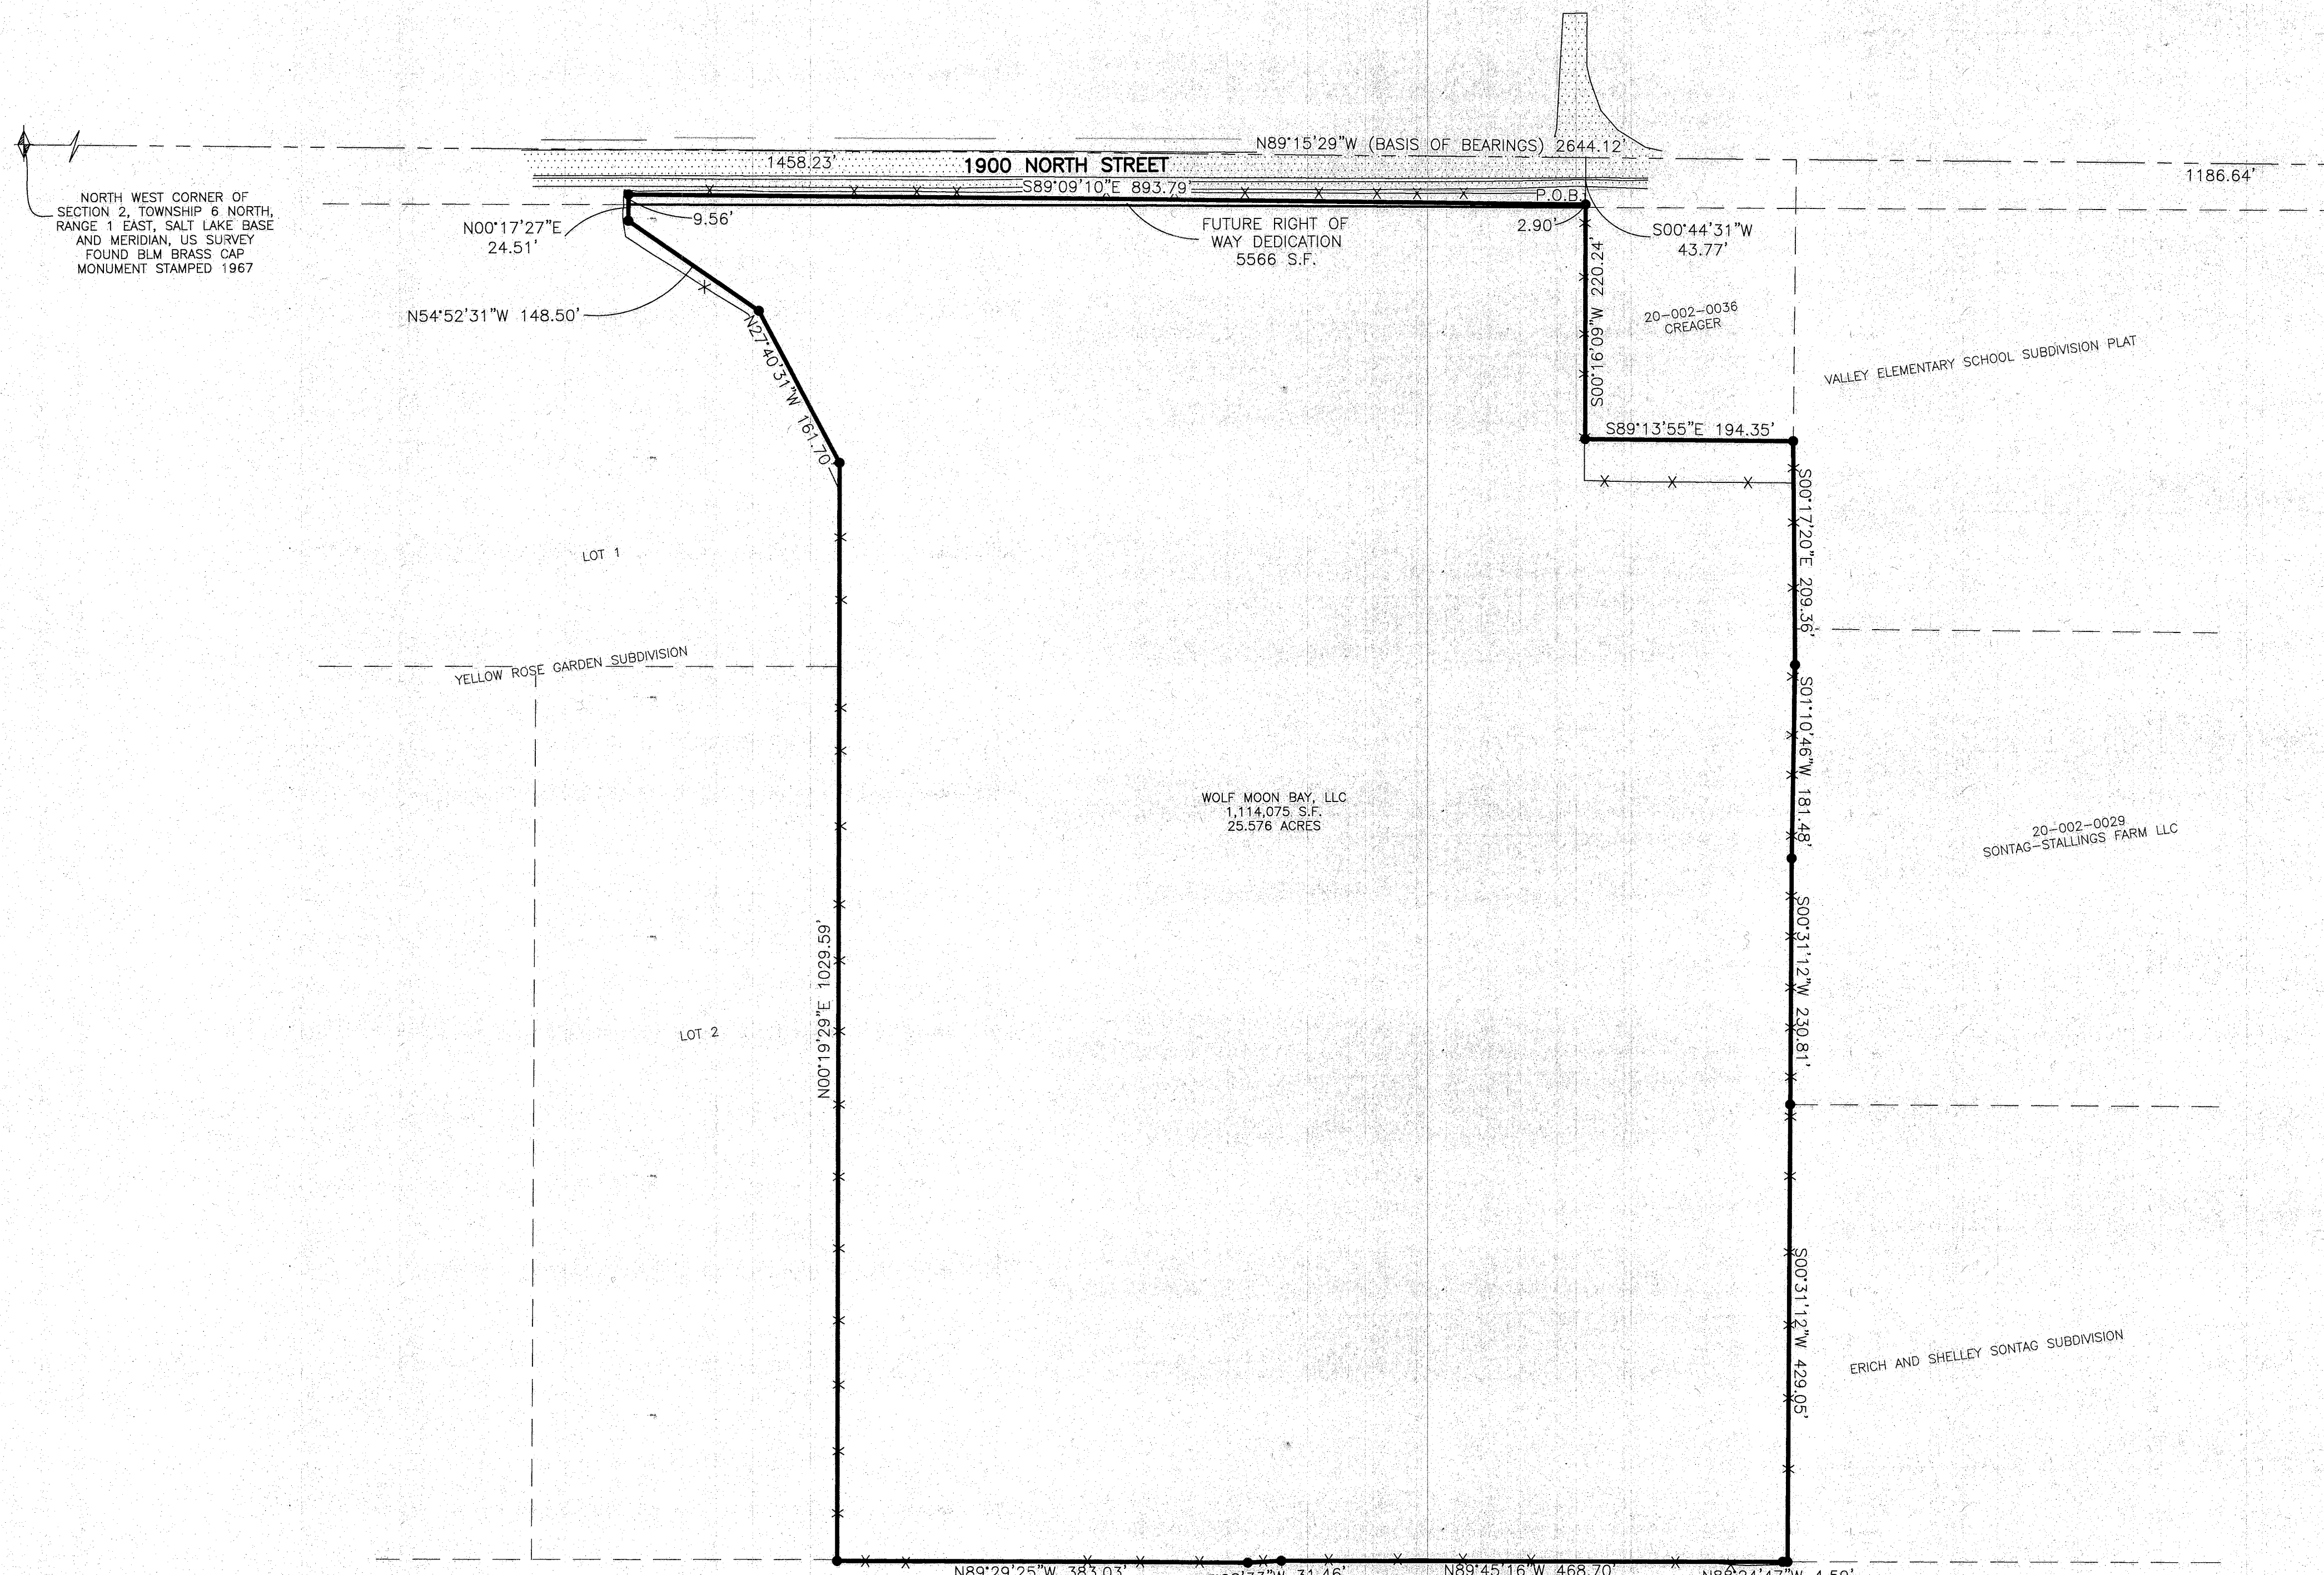 N89°15'29"W (BASIS OF BEARINGS) 2644.12'
1458.23'
1900 NORTH STREET
1186.64'
S89°09'10"E 893.79'
P.O.B.
NORTH WEST CORNER OF
SECTION 2, TOWNSHIP 6 NORTH,
RANGE 1 EAST, SALT LAKE BASE
AND MERIDIAN, US SURVEY
FOUND BLM BRASS CAP
MONUMENT STAMPED 1967
N00°17'27"E
24.51'
9.56'
FUTURE RIGHT OF
WAY DEDICATION
5566 S.F.
2.90'
S00°44'31"W
43.77'
N54°52'31"W 148.50'
N27°40'31"W 161.70'
S00°16'09"W 220.24'
20-002-0036
CREAGER
VALLEY ELEMENTARY SCHOOL SUBDIVISION PLAT
S89°13'55"E 194.35'
S00°17'20"E 209.36'
LOT 1
YELLOW ROSE GARDEN SUBDIVISION
S01°10'46"W 181.48'
WOLF MOON BAY, LLC
1,114,075 S.F.
25.576 ACRES
20-002-0029
SONTAG-STALLINGS FARM LLC
N00°19'29"E 1029.59'
S00°31'12"W 230.81'
LOT 2
S00°31'12"W 429.05'
ERICH AND SHELLEY SONTAG SUBDIVISION
N89°29'25"W 383.03'
31.46'
N89°45'16"W 468.70'
N89°24'47"W 4.59'